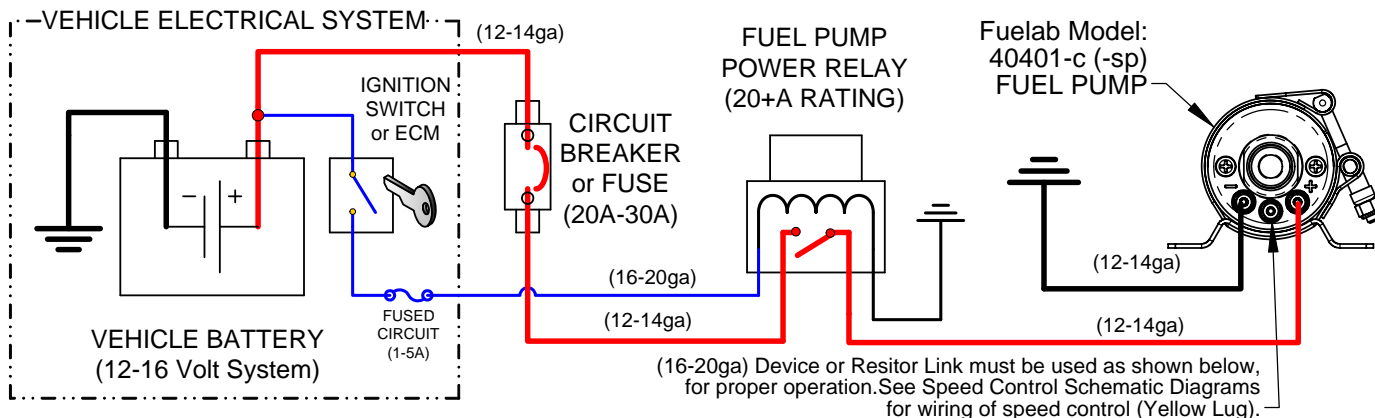 VEHICLE ELECTRICAL SYSTEM
(12-14ga)
IGNITION
SWITCH
or ECM
CIRCUIT
BREAKER
or FUSE
(20A-30A)
FUEL PUMP
POWER RELAY
(20+A RATING)
Fuelab Model:
40401-c (-sp)
FUEL PUMP
- +
- +
(16-20ga)
(12-14ga)
(12-14ga)
(12-14ga)
FUSED
CIRCUIT
(1-5A)
VEHICLE BATTERY
(12-16 Volt System)
(16-20ga) Device or Resitor Link must be used as shown below,
for proper operation.See Speed Control Schematic Diagrams
for wiring of speed control (Yellow Lug).